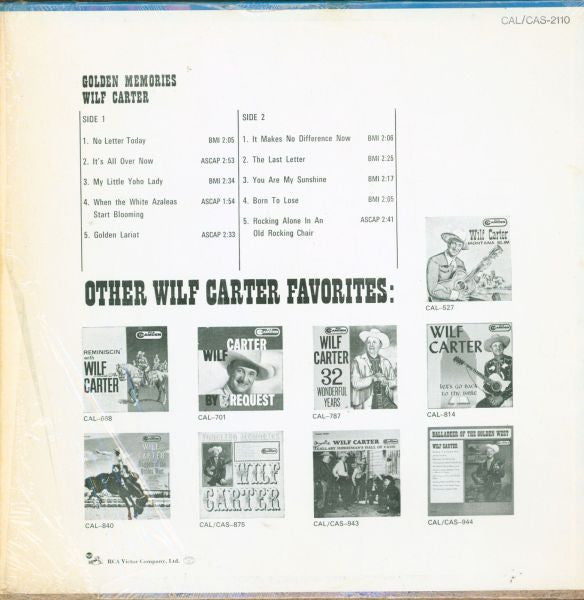 CAL/CAS-2110
GOLDEN MEMORIES
WILF CARTER
SIDE 1
1. No Letter Today BMI 2:05
2. It's All Over Now ASCAP 2:53
3. My Little Yoho Lady BMI 2:34
4. When the White Azaleas ASCAP 1:54
Start Blooming
5. Golden Lariat ASCAP 2:33
SIDE 2
1. It Makes No Difference Now BMI 2:06
2. The Last Letter BMI 2:25
3. You Are My Sunshine BMI 2:17
4. Born To Lose BMI 2:05
5. Rocking Alone In An ASCAP 2:41
Old Rocking Chair
OTHER WILF CARTER FAVORITES:
Wilf Carter
MONTANA SLIM
CAL-527
CAMDEN
REMINISCIN'
with
WILF
CARTER
CAL-688
CARTER
WILF
BY REQUEST
CAL-701
WILF
CARTER
32
WONDERFUL
YEARS
CAL-787
WILF
CARTER
LET'S GO BACK
TO THE BIBLE
CAL-814
WILF
CARTER
CAL-840
WILF
CARTER
CAL/CAS-875
WILF CARTER
CAL/CAS-943
BALLADEER OF THE GOLDEN WEST
WILF CARTER
CAL/CAS-944
RCA Victor Company, Ltd.